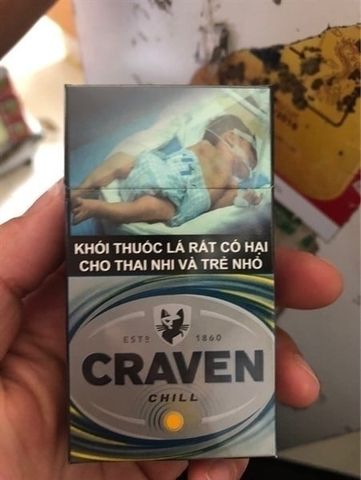 KHÓI THUỐC LÁ RẤT CÓ HẠI
CHO THAI NHI VÀ TRẺ NHỎ
ESTD 1860
CRAVEN
CHILL